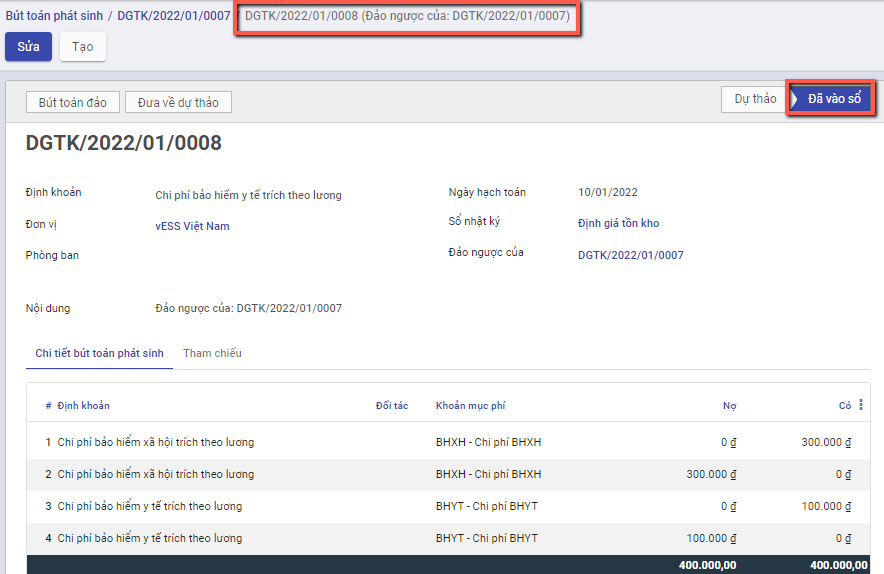 Bút toán phát sinh / DGTK/2022/01/0007 DGTK/2022/01/0008 (Đảo ngược của: DGTK/2022/01/0007)
Sửa Tạo
Bút toán đảo Đưa về dự thảo Dự thảo Đã vào sổ
DGTK/2022/01/0008
Định khoản Chi phí bảo hiểm y tế trích theo lương Ngày hạch toán 10/01/2022
Đơn vị vESS Việt Nam Sổ nhật ký Định giá tồn kho
Phòng ban Đảo ngược của DGTK/2022/01/0007
Nội dung Đảo ngược của: DGTK/2022/01/0007
Chi tiết bút toán phát sinh Tham chiếu
# Định khoản Đối tác Khoản mục phí Nợ Có
1 Chi phí bảo hiểm xã hội trích theo lương BHXH - Chi phí BHXH 0 ₫ 300.000 ₫
2 Chi phí bảo hiểm xã hội trích theo lương BHXH - Chi phí BHXH 300.000 ₫ 0 ₫
3 Chi phí bảo hiểm y tế trích theo lương BHYT - Chi phí BHYT 0 ₫ 100.000 ₫
4 Chi phí bảo hiểm y tế trích theo lương BHYT - Chi phí BHYT 100.000 ₫ 0 ₫
400.000,00 400.000,00